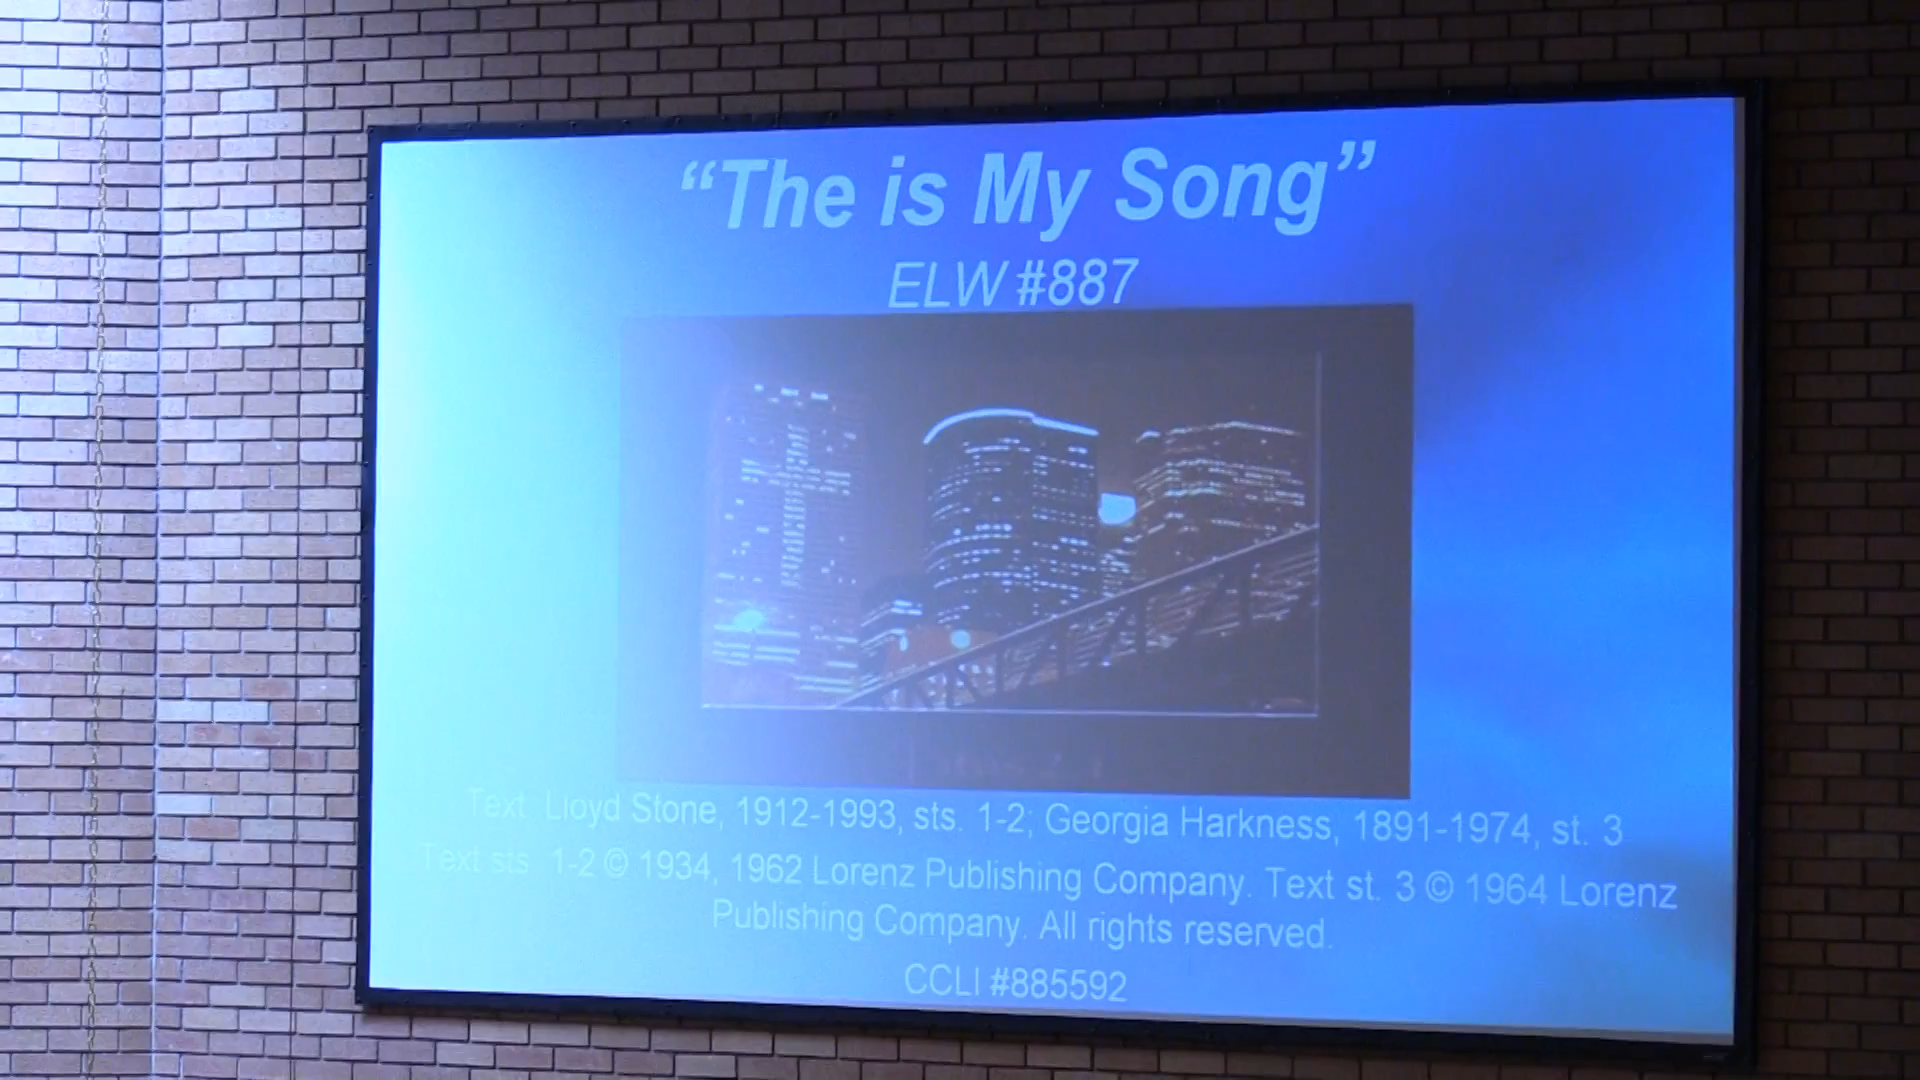 “The is My Song”
ELW #887
Text Lloyd Stone, 1912-1993, sts. 1-2; Georgia Harkness, 1891-1974, st. 3
Text sts 1-2 © 1934, 1962 Lorenz Publishing Company. Text st. 3 © 1964 Lorenz
Publishing Company. All rights reserved.
CCLI #885592